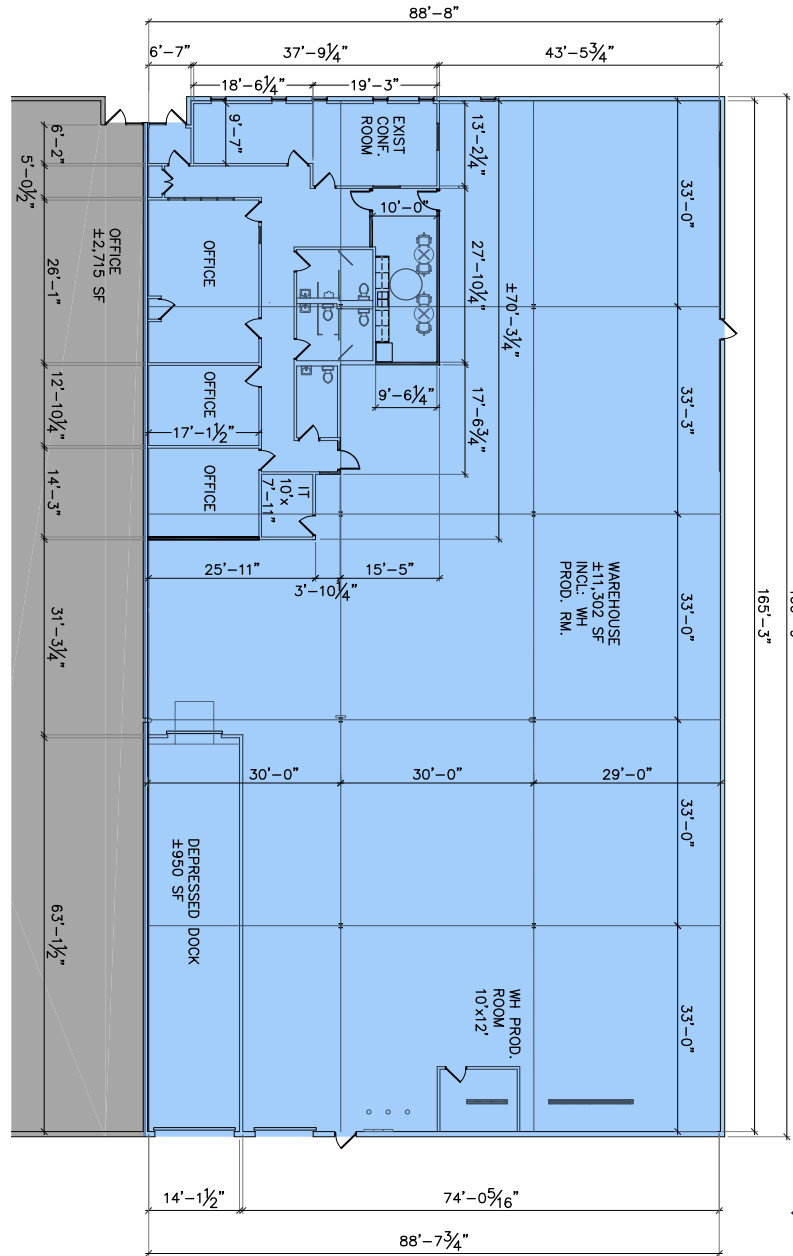 88'-8"
6'-7"
37'-9¼"
43'-5¾"
18'-6¼"
19'-3"
9'-7"
EXIST
CONF.
ROOM
13'-2¼"
6'-2"
5'-0½"
33'-0"
10'-0"
OFFICE
±2,715 SF
OFFICE
26'-1"
27'-10¼"
±70'-3¼"
33'-3"
OFFICE
12'-10¼"
9'-6¼"
17'-6¾"
17'-1½"
OFFICE
14'-3"
IT
10'x
7'-11"
25'-11"
3'-10¼"
15'-5"
WAREHOUSE
±11,302 SF
INCL: WH
PROD. RM.
33'-0"
165'-3"
31'-3¼"
30'-0"
30'-0"
29'-0"
33'-0"
DEPRESSED DOCK
±950 SF
63'-1½"
WH PROD.
ROOM
10'x12'
33'-0"
14'-1½"
74'-0⁵⁄₁₆"
88'-7¾"